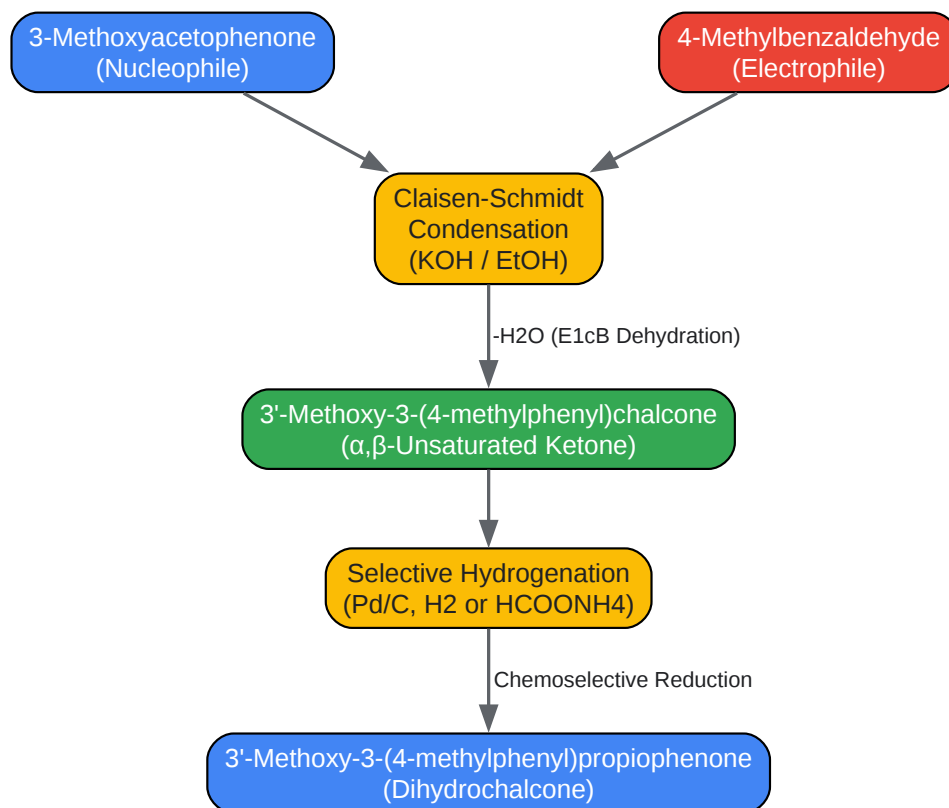 3-Methoxyacetophenone
(Nucleophile)
4-Methylbenzaldehyde
(Electrophile)
Claisen-Schmidt
Condensation
(KOH / EtOH)
-H2O (E1cB Dehydration)
3'-Methoxy-3-(4-methylphenyl)chalcone
(α,β-Unsaturated Ketone)
Selective Hydrogenation
(Pd/C, H2 or HCOONH4)
Chemoselective Reduction
3'-Methoxy-3-(4-methylphenyl)propiophenone
(Dihydrochalcone)